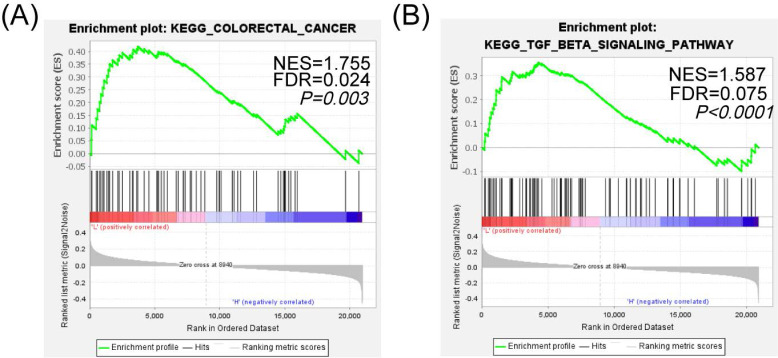 (A)
Enrichment plot: KEGG_COLORECTAL_CANCER
NES=1.755
FDR=0.024
P=0.003
Enrichment score (ES)
0.40
0.35
0.30
0.25
0.20
0.15
0.10
0.05
0.00
-0.05
'L' (positively correlated)
Zero cross at 8940
'H' (negatively correlated)
Ranked list metric (Signal2Noise)
0.4
0.2
0.0
-0.2
-0.4
0
5,000
10,000
15,000
20,000
Rank in Ordered Dataset
Enrichment profile
Hits
Ranking metric scores
(B)
Enrichment plot:
KEGG_TGF_BETA_SIGNALING_PATHWAY
NES=1.587
FDR=0.075
P<0.0001
Enrichment score (ES)
0.3
0.2
0.1
0.0
-0.1
'L' (positively correlated)
Zero cross at 8940
'H' (negatively correlated)
Ranked list metric (Signal2Noise)
0.4
0.2
0.0
-0.2
-0.4
0
5,000
10,000
15,000
20,000
Rank in Ordered Dataset
Enrichment profile
Hits
Ranking metric scores